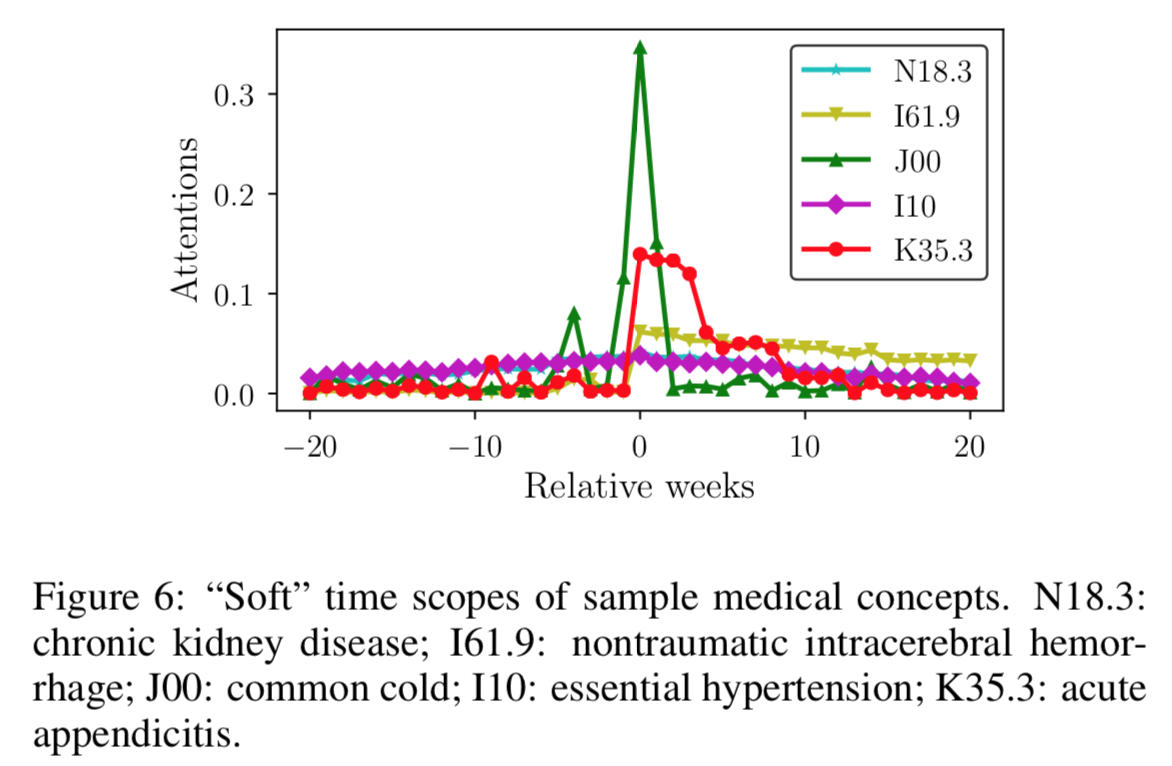 0.3
0.2
0.1
0.0
Attentions
−20
−10
0
10
20
Relative weeks
N18.3
I61.9
J00
I10
K35.3
Figure 6: “Soft” time scopes of sample medical concepts. N18.3:
chronic kidney disease; I61.9: nontraumatic intracerebral hemor-
rhage; J00: common cold; I10: essential hypertension; K35.3: acute
appendicitis.